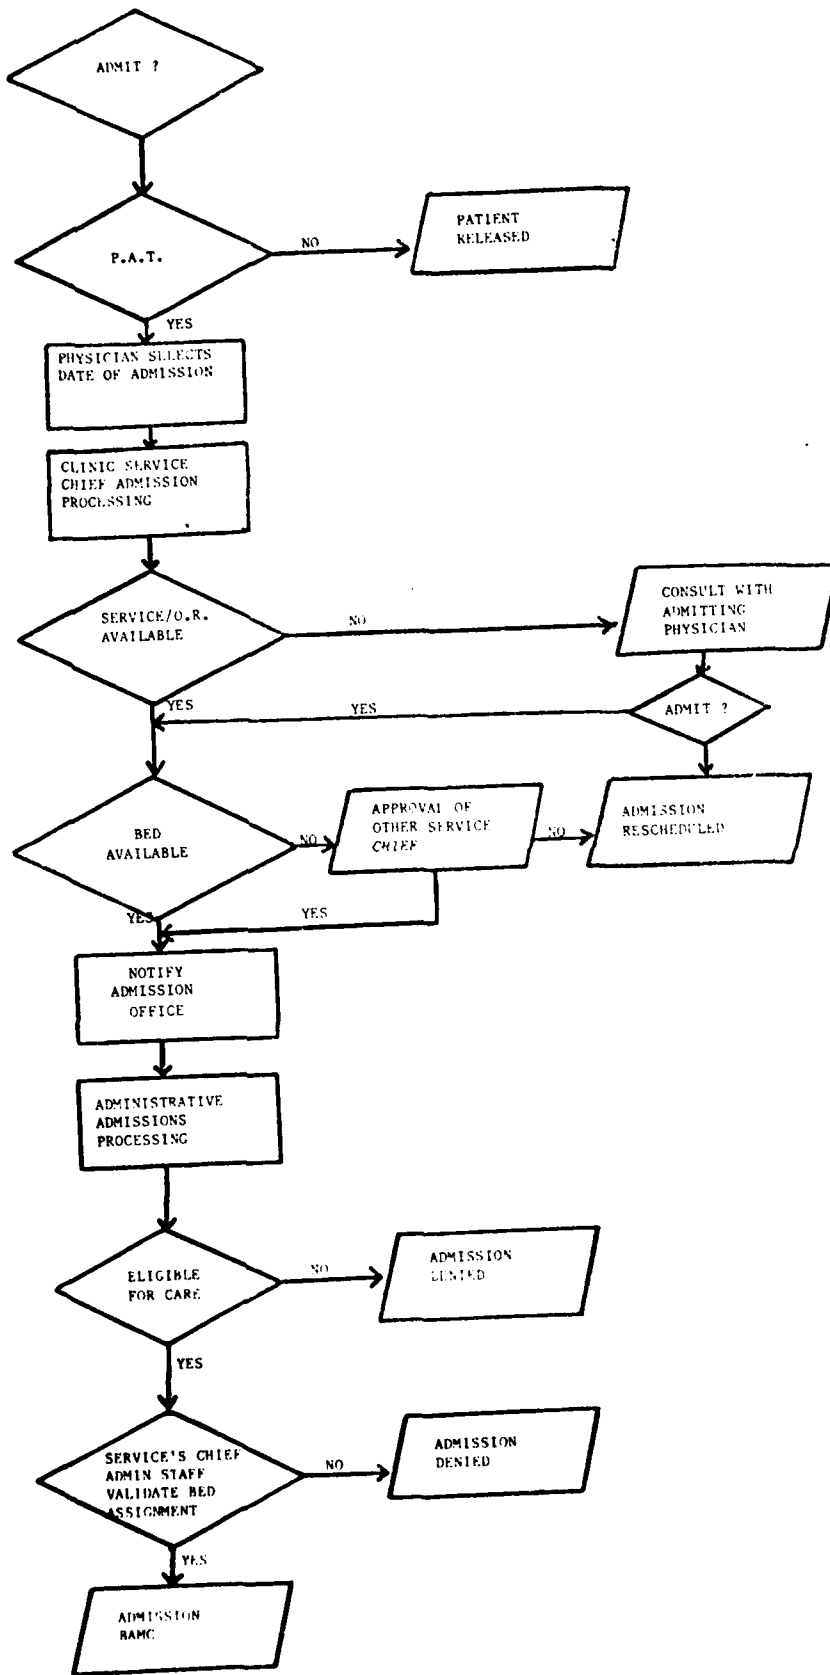 ADMIT ?
P.A.T.
NO
PATIENT
RELEASED
YES
PHYSICIAN SELECTS
DATE OF ADMISSION
CLINIC SERVICE
CHIEF ADMISSION
PROCESSING
SERVICE/O.R.
AVAILABLE
NO
CONSULT WITH
ADMITTING
PHYSICIAN
YES
YES
ADMIT ?
BED
AVAILABLE
NO
APPROVAL OF
OTHER SERVICE
CHIEF
NO
ADMISSION
RESCHEDULED
YES
YES
NOTIFY
ADMISSION
OFFICE
ADMINISTRATIVE
ADMISSIONS
PROCESSING
ELIGIBLE
FOR CARE
NO
ADMISSION
DENIED
YES
SERVICE'S CHIEF
ADMIN STAFF
VALIDATE BED
ASSIGNMENT
NO
ADMISSION
DENIED
YES
ADMISSION
BAMC